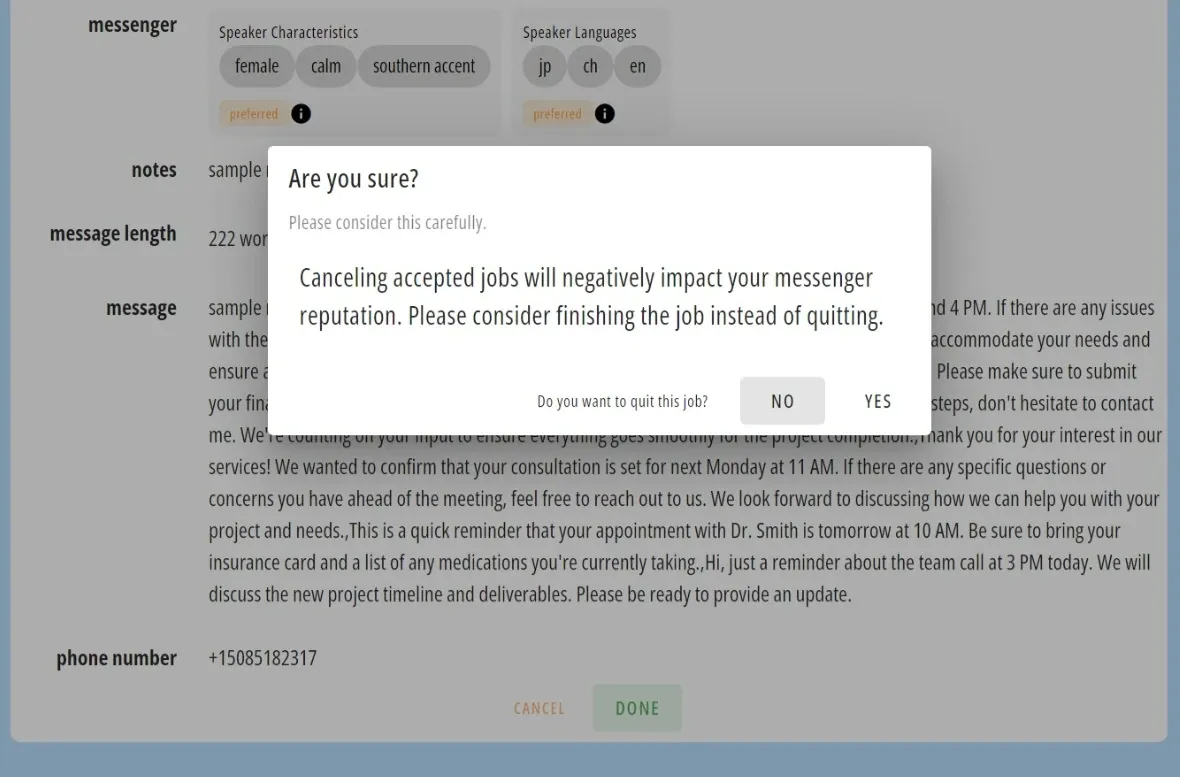 messenger
Speaker Characteristics
female calm southern accent
preferred
Speaker Languages
jp ch en
preferred
notes
sample
message length
222 wor
Are you sure?
Please consider this carefully.
Canceling accepted jobs will negatively impact your messenger
reputation. Please consider finishing the job instead of quitting.
Do you want to quit this job? NO YES
message
sample nd 4 PM. If there are any issues
with the accommodate your needs and
ensure a Please make sure to submit
your fina steps, don't hesitate to contact
me. We're counting on your input to ensure everything goes smoothly for the project completion.,Thank you for your interest in our
services! We wanted to confirm that your consultation is set for next Monday at 11 AM. If there are any specific questions or
concerns you have ahead of the meeting, feel free to reach out to us. We look forward to discussing how we can help you with your
project and needs.,This is a quick reminder that your appointment with Dr. Smith is tomorrow at 10 AM. Be sure to bring your
insurance card and a list of any medications you're currently taking.,Hi, just a reminder about the team call at 3 PM today. We will
discuss the new project timeline and deliverables. Please be ready to provide an update.
phone number
+15085182317
CANCEL DONE